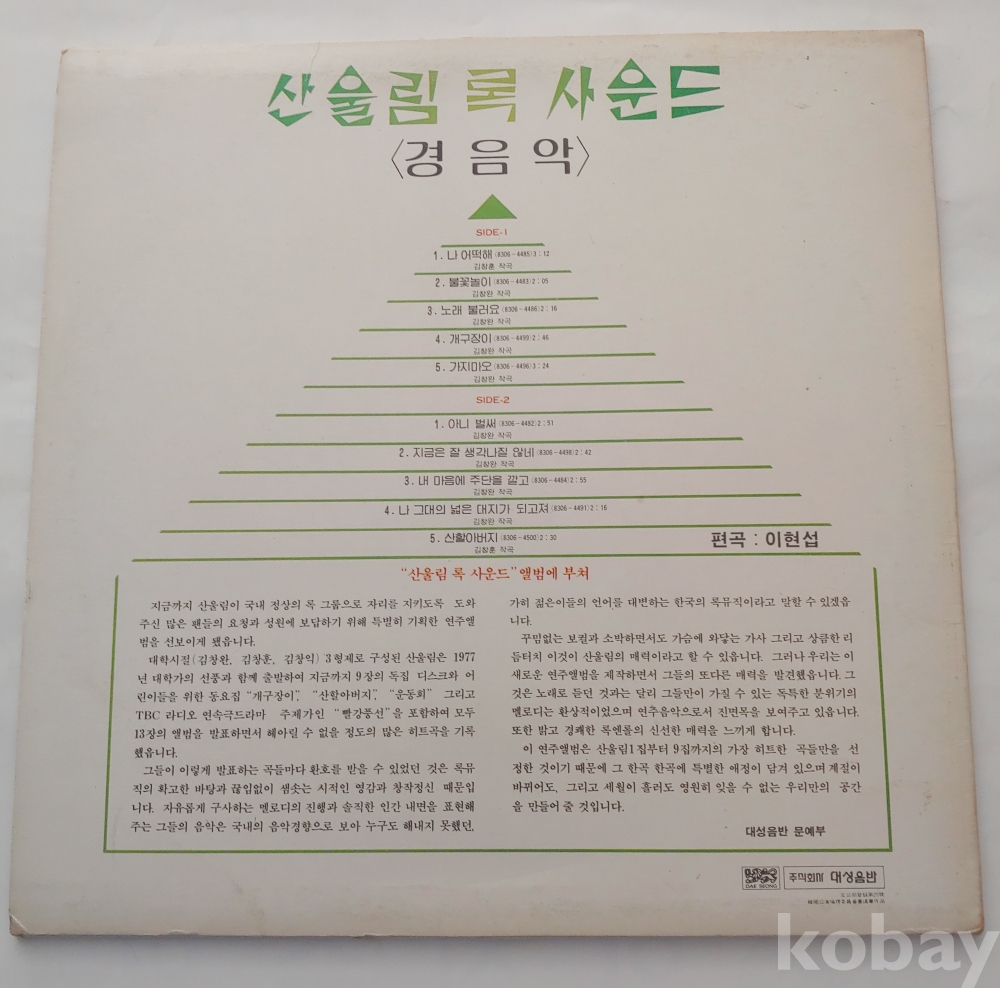 산울림 록 사운드
〈경음악〉
SIDE-1
1. 나 어떡해 (8306-4485) 3 : 12
김창훈 작곡
2. 불꽃놀이 (8306-4483) 2 : 05
김창완 작곡
3. 노래 불러요 (8306-4486) 2 : 16
김창완 작곡
4. 개구장이 (8306-4499) 2 : 46
김창완 작곡
5. 가지마오 (8306-4496) 3 : 24
김창완 작곡
SIDE-2
1. 아니 벌써 (8306-4482) 2 : 51
김창완 작곡
2. 지금은 잘 생각나질 않네 (8306-4498) 2 : 42
김창완 작곡
3. 내 마음에 주단을 깔고 (8306-4484) 2 : 55
김창완 작곡
4. 나 그대의 넓은 대지가 되고져 (8306-4491) 2 : 16
김창완 작곡
5. 산할아버지 (8306-4500) 2 : 30
김창훈 작곡
편곡 : 이현섭
"산울림 록 사운드" 앨범에 부쳐
지금까지 산울림이 국내 정상의 록 그룹으로 자리를 지키도록 도와
주신 많은 팬들의 요청과 성원에 보답하기 위해 특별히 기획한 연주앨
범을 선보이게 됐읍니다.
대학시절(김창완, 김창훈, 김창익) 3형제로 구성된 산울림은 1977
년 대학가의 선풍과 함께 출발하여 지금까지 9장의 독집 디스크와 어
린이들을 위한 동요집 "개구장이", "산할아버지", "운동회" 그리고
TBC 라디오 연속극드라마 주제가인 "빨강풍선"을 포함하여 모두
13장의 앨범을 발표하면서 헤아릴 수 없을 정도의 많은 히트곡을 기록
했읍니다.
그들이 이렇게 발표하는 곡들마다 환호를 받을 수 있었던 것은 록뮤
직의 확고한 바탕과 끊임없이 샘솟는 시적인 영감과 창작정신 때문입
니다. 자유롭게 구사하는 멜로디의 진행과 솔직한 인간 내면을 표현해
주는 그들의 음악은 국내의 음악경향으로 보아 누구도 해내지 못했던,
가히 젊은이들의 언어를 대변하는 한국의 록뮤직이라고 말할 수 있겠읍
니다.
꾸밈없는 보컬과 소박하면서도 가슴에 와닿는 가사 그리고 상큼한 리
듬터치 이것이 산울림의 매력이라고 할 수 있읍니다. 그러나 우리는 이
새로운 연주앨범을 제작하면서 그들의 또다른 매력을 발견했읍니다. 그
것은 노래로 듣던 것과는 달리 그들만이 가질 수 있는 독특한 분위기의
멜로디는 환상적이었으며 연주음악으로서 진면목을 보여주고 있읍니다.
또한 밝고 경쾌한 록엔롤의 신선한 매력을 느끼게 합니다.
이 연주앨범은 산울림1집부터 9집까지의 가장 히트한 곡들만을 선
정한 것이기 때문에 그 한곡 한곡에 특별한 애정이 담겨 있으며 계절이
바뀌어도, 그리고 세월이 흘러도 영원히 잊을 수 없는 우리만의 공간
을 만들어 줄 것입니다.
대성음반 문예부
DAE SEONG
주식회사 대성음반
kobay